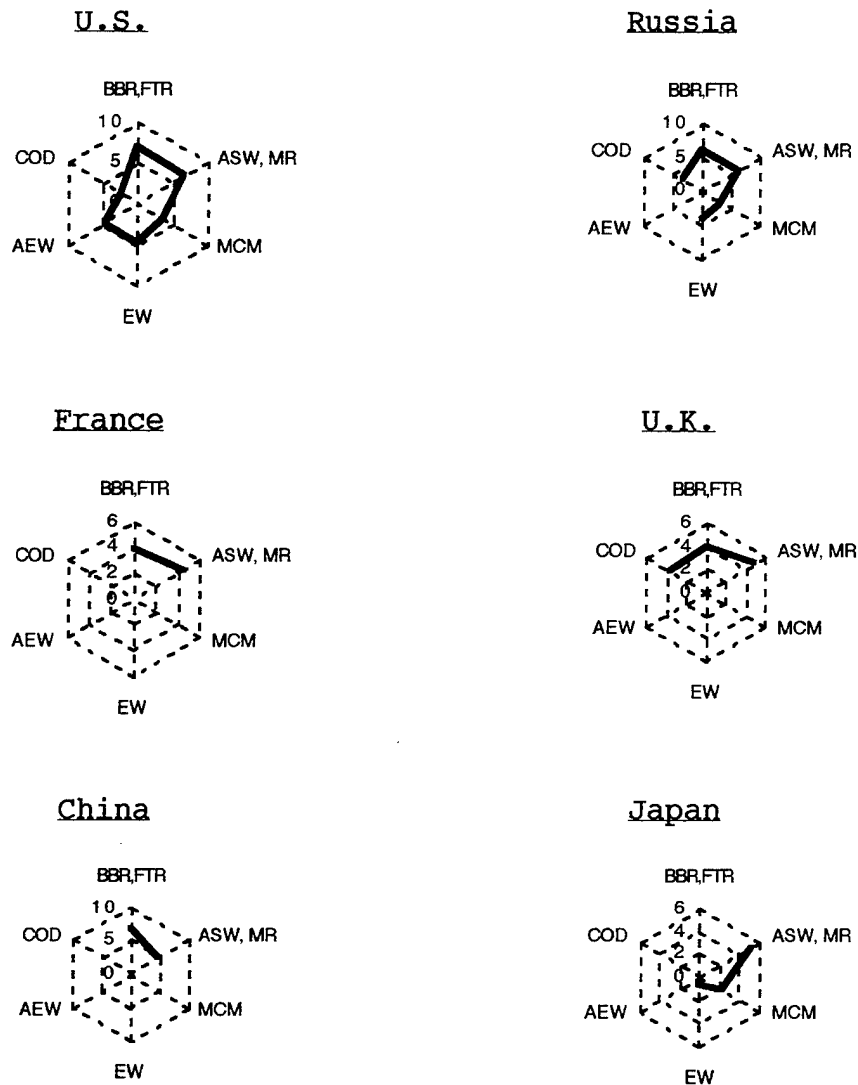 U.S.
BBR,FTR
10
5
0
COD
ASW, MR
AEW
MCM
EW
Russia
BBR,FTR
10
5
0
COD
ASW, MR
AEW
MCM
EW
France
BBR,FTR
6
4
2
0
COD
ASW, MR
AEW
MCM
EW
U.K.
BBR,FTR
6
4
2
0
COD
ASW, MR
AEW
MCM
EW
China
BBR,FTR
10
5
0
COD
ASW, MR
AEW
MCM
EW
Japan
BBR,FTR
6
4
2
0
COD
ASW, MR
AEW
MCM
EW